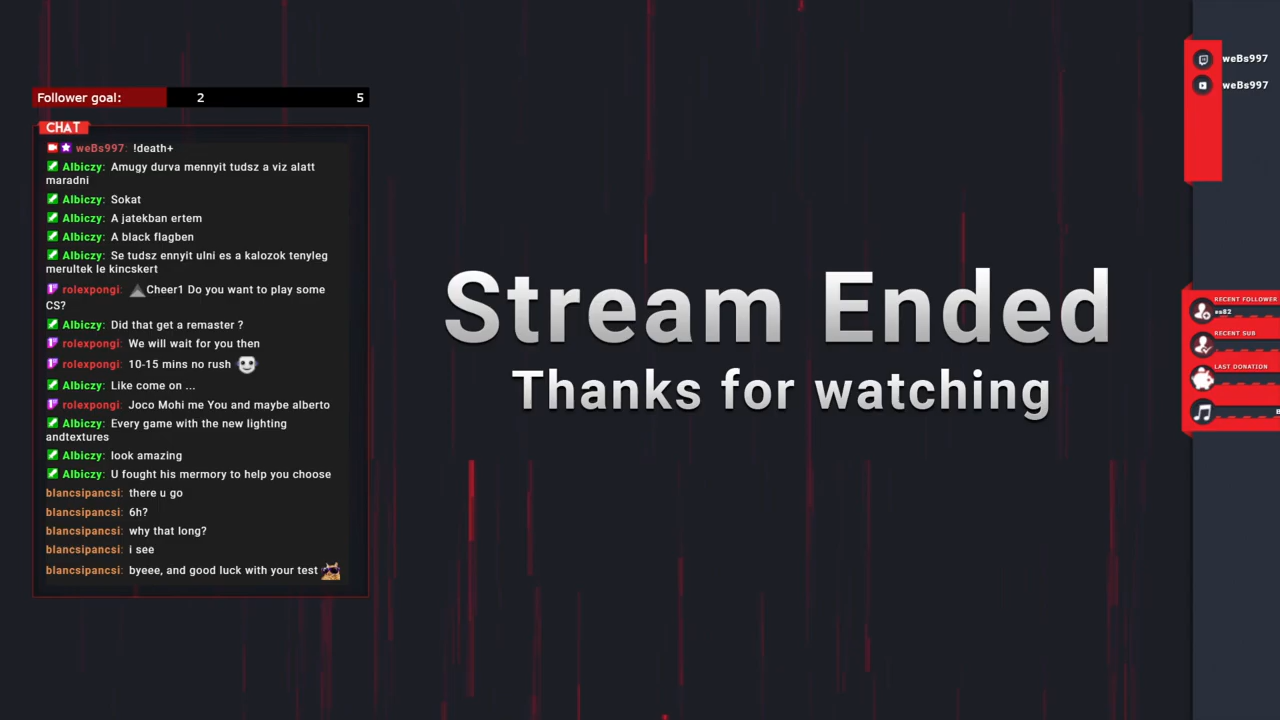 weBs997
weBs997
Follower goal: 2 5
CHAT
weBs997: !death+
Albiczy: Amugy durva mennyit tudsz a viz alatt
maradni
Albiczy: Sokat
Albiczy: A jatekban ertem
Albiczy: A black flagben
Albiczy: Se tudsz ennyit ulni es a kalozok tenyleg
merultek le kincskert
rolexpongi: Cheer1 Do you want to play some
CS?
Albiczy: Did that get a remaster ?
rolexpongi: We will wait for you then
rolexpongi: 10-15 mins no rush
Albiczy: Like come on ...
rolexpongi: Joco Mohi me You and maybe alberto
Albiczy: Every game with the new lighting
andtextures
Albiczy: look amazing
Albiczy: U fought his mermory to help you choose
blancsipancsi: there u go
blancsipancsi: 6h?
blancsipancsi: why that long?
blancsipancsi: i see
blancsipancsi: byeee, and good luck with your test
Stream Ended
Thanks for watching
RECENT FOLLOWER
es82
RECENT SUB
LAST DONATION